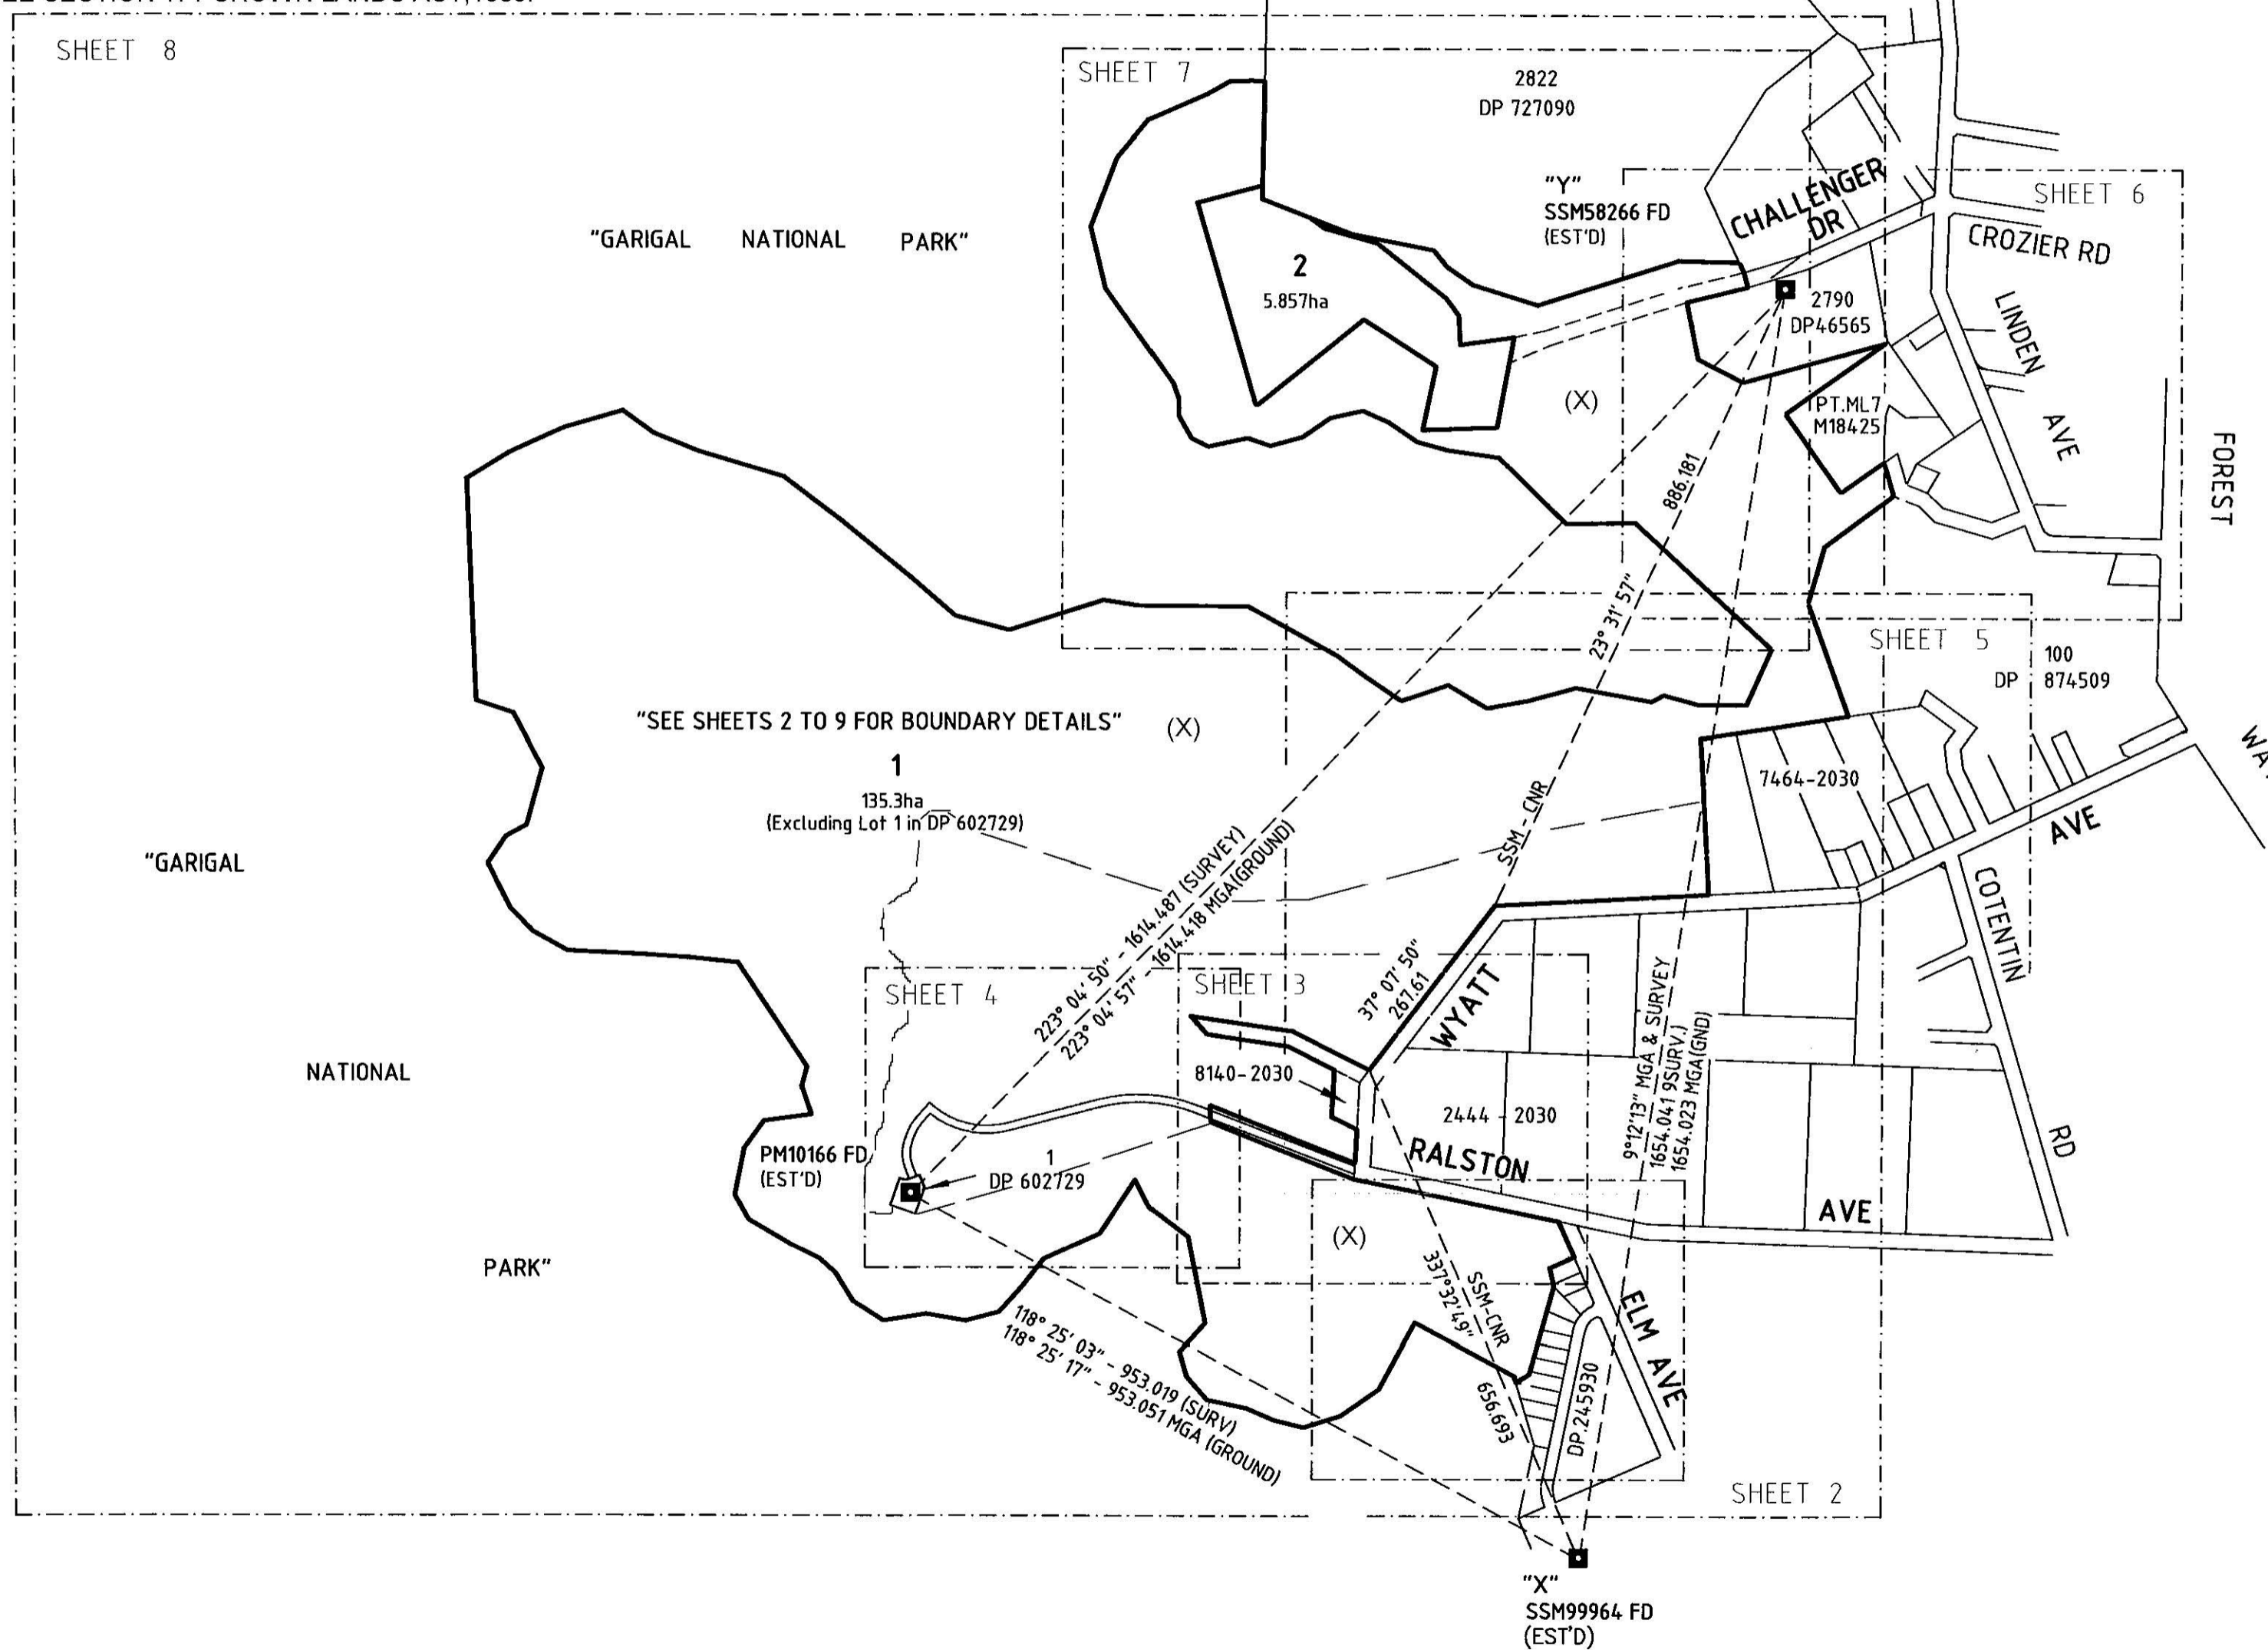 SHEET 8
SHEET 7
2822
DP 727090
"Y"
SSM58266 FD
(EST'D)
CHALLENGER
DR
SHEET 6
CROZIER RD
"GARIGAL NATIONAL PARK"
2
5.857ha
2790
DP46565
LINDEN
AVE
(X)
PT.ML7
M18425
FOREST
886.181
23° 31' 57"
SSM - CNR
SHEET 5
100
DP 874509
"SEE SHEETS 2 TO 9 FOR BOUNDARY DETAILS"
(X)
1
135.3ha
(Excluding Lot 1 in DP 602729)
7464-2030
AVE
"GARIGAL
COTENTIN
RD
223° 04' 50" - 1614.487 (SURVEY)
223° 04' 57" - 1614.418 MGA(GROUND)
SHEET 4
SHEET 3
37° 07' 50"
267.61
WYATT
9°12'13" MGA & SURVEY
1654.041 9SURV.)
1654.023 MGA(GND)
NATIONAL
8140-2030
2444 - 2030
RALSTON
AVE
PM10166 FD
(EST'D)
1
DP 602729
PARK"
(X)
SSM-CNR
337°32'49"
656.693
ELM AVE
118° 25' 03" - 953.019 (SURV)
118° 25' 17" - 953.051 MGA (GROUND)
DP.245930
SHEET 2
"X"
SSM99964 FD
(EST'D)